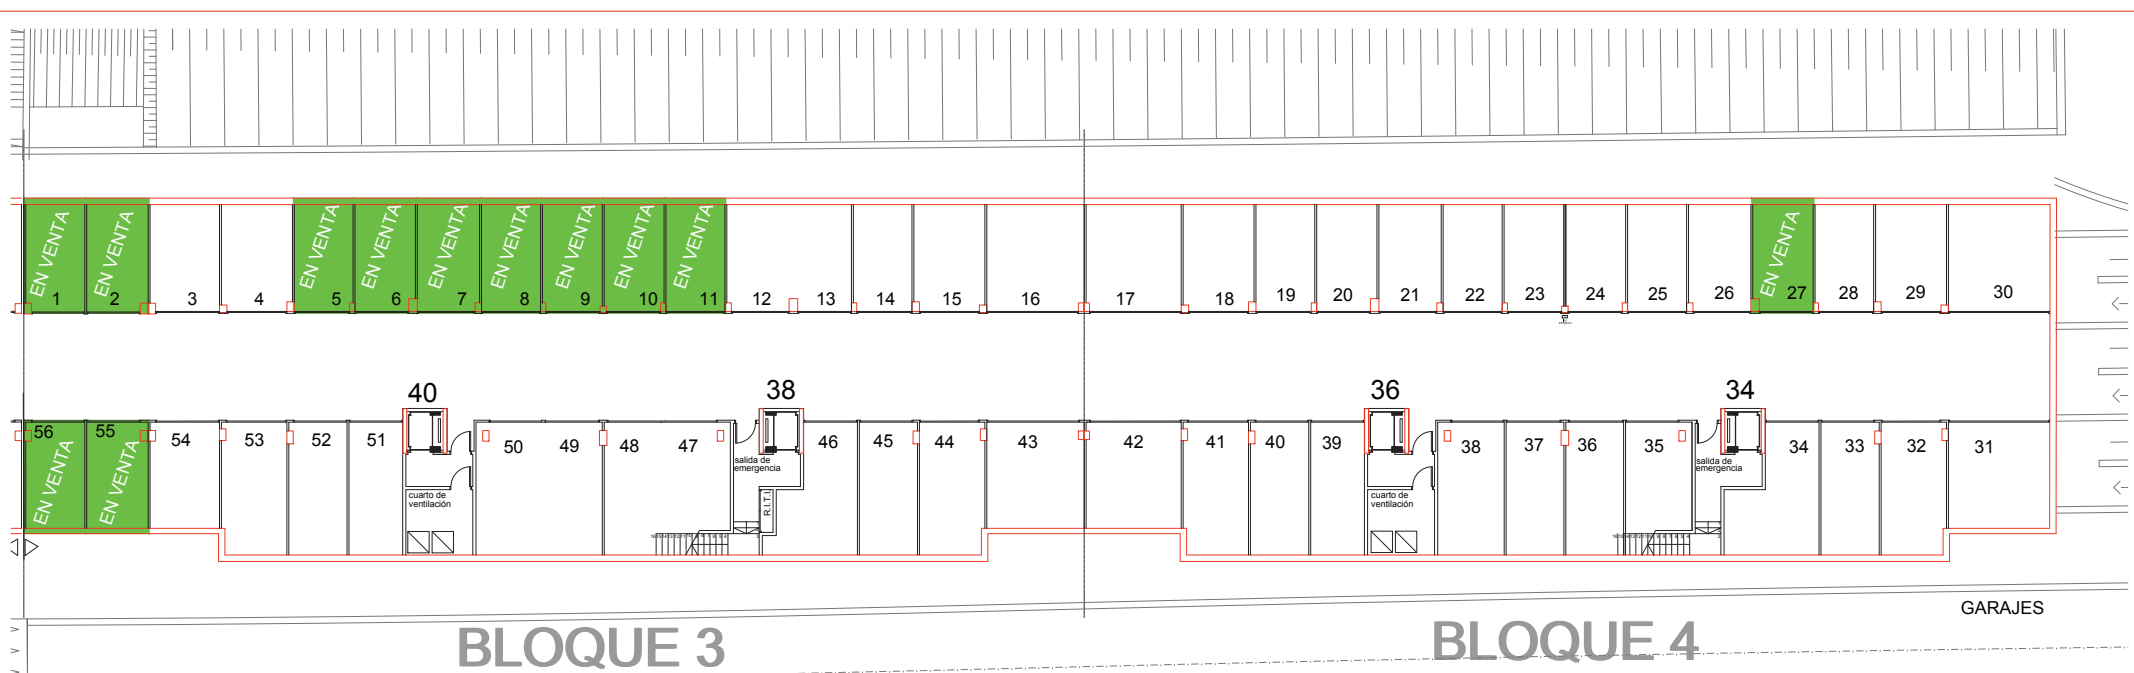 EN VENTA
EN VENTA
EN VENTA
EN VENTA
EN VENTA
EN VENTA
EN VENTA
EN VENTA
EN VENTA
EN VENTA
1 2 3 4 5 6 7 8 9 10 11 12 13 14 15 16 17 18 19 20 21 22 23 24 25 26 27 28 29 30
40 38 36 34
56 55 54 53 52 51 50 49 48 47 46 45 44 43 42 41 40 39 38 37 36 35 34 33 32 31
EN VENTA
EN VENTA
cuarto de
ventilación
salida de
emergencia
R.I.T.I.
cuarto de
ventilación
salida de
emergencia
GARAJES
BLOQUE 3
BLOQUE 4